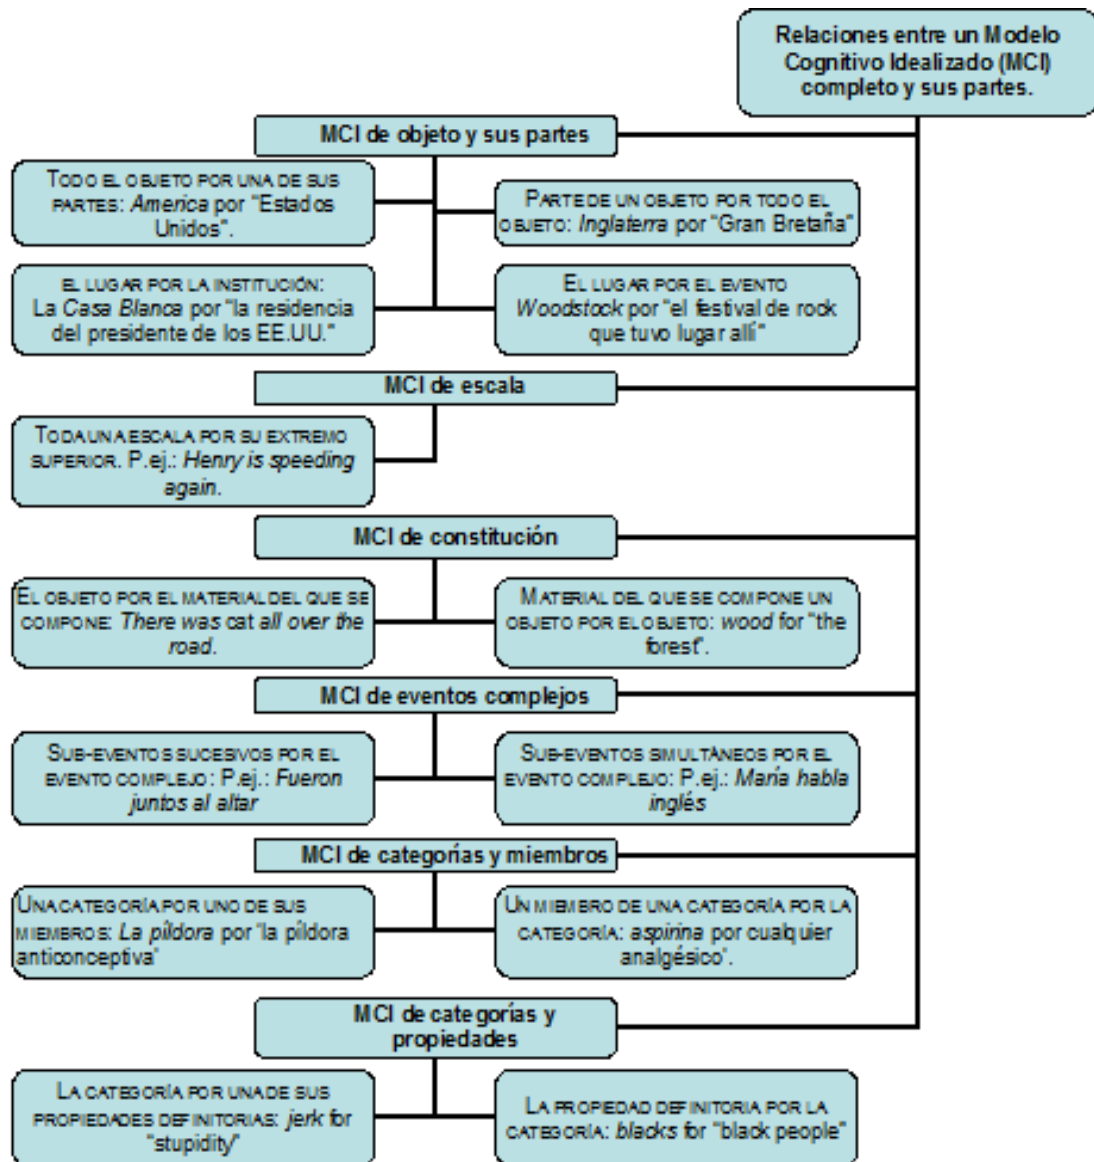 Relaciones entre un Modelo
Cognitivo Idealizado (MCI)
completo y sus partes.
MCI de objeto y sus partes
TODO EL OBJETO POR UNA DE SUS
PARTES: America por "Estados
Unidos".
PARTE DE UN OBJETO POR TODO EL
OBJETO: Inglaterra por "Gran Bretaña"
EL LUGAR POR LA INSTITUCIÓN:
La Casa Blanca por "la residencia
del presidente de los EE.UU."
EL LUGAR POR EL EVENTO
Woodstock por "el festival de rock
que tuvo lugar allí"
MCI de escala
TODA UNA ESCALA POR SU EXTREMO
SUPERIOR. P.ej.: Henry is speeding
again.
MCI de constitución
EL OBJETO POR EL MATERIAL DEL QUE SE
COMPONE: There was cat all over the
road.
MATERIAL DEL QUE SE COMPONE UN
OBJETO POR EL OBJETO: wood for "the
forest".
MCI de eventos complejos
SUB-EVENTOS SUCESIVOS POR EL
EVENTO COMPLEJO: P.ej.: Fueron
juntos al altar
SUB-EVENTOS SIMULTÁNEOS POR EL
EVENTO COMPLEJO: P.ej.: María habla
inglés
MCI de categorías y miembros
UNA CATEGORÍA POR UNO DE SUS
MIEMBROS: La píldora por "la píldora
anticonceptiva"
UN MIEMBRO DE UNA CATEGORÍA POR LA
CATEGORÍA: aspirina por cualquier
analgésico".
MCI de categorías y
propiedades
LA CATEGORÍA POR UNA DE SUS
PROPIEDADES DEFINITORIAS: jerk for
"stupidity"
LA PROPIEDAD DEFINITORIA POR LA
CATEGORÍA: blacks for "black people"